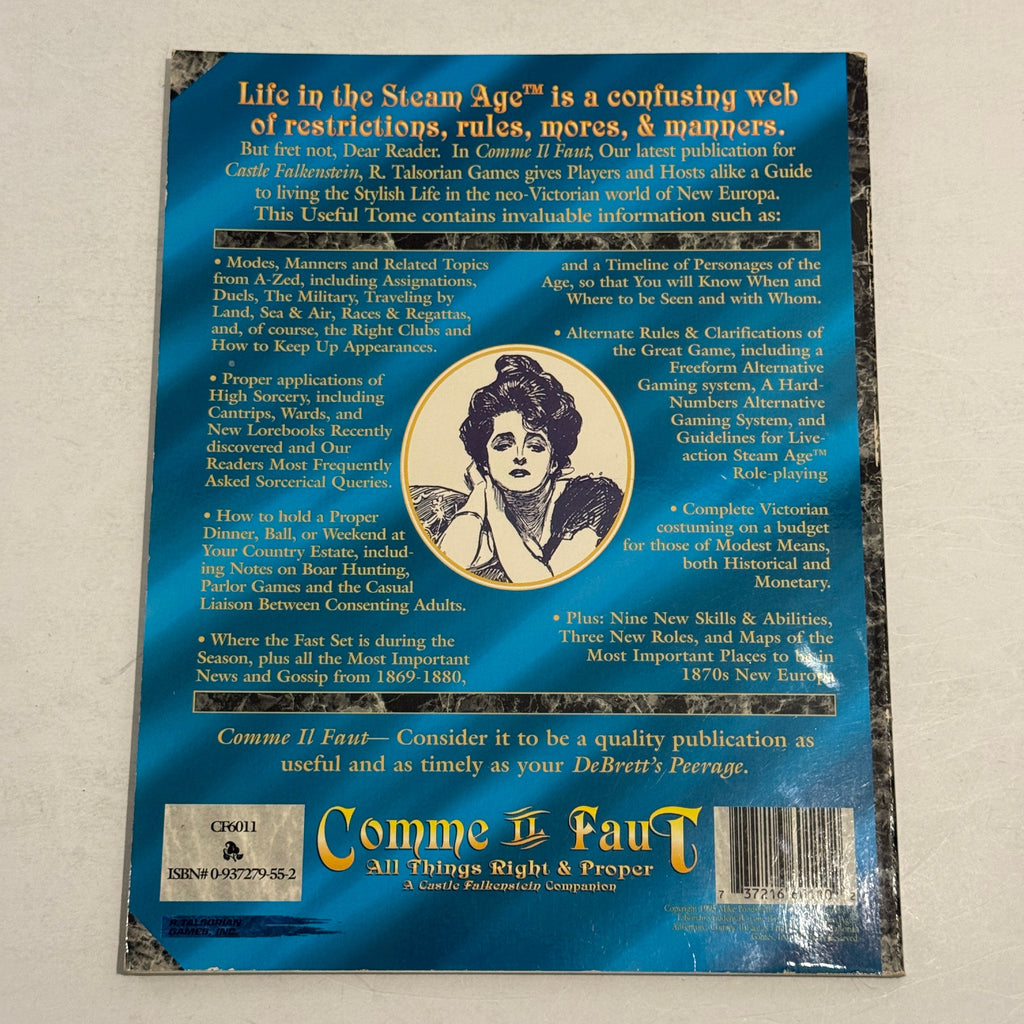 Life in the Steam Age™ is a confusing web
of restrictions, rules, mores, & manners.
But fret not, Dear Reader. In Comme Il Faut, Our latest publication for
Castle Falkenstein, R. Talsorian Games gives Players and Hosts alike a Guide
to living the Stylish Life in the neo-Victorian world of New Europa.
This Useful Tome contains invaluable information such as:
• Modes, Manners and Related Topics
from A-Zed, including Assignations,
Duels, The Military, Traveling by
Land, Sea & Air, Races & Regattas,
and, of course, the Right Clubs and
How to Keep Up Appearances.
• Proper applications of
High Sorcery, including
Cantrips, Wards, and
New Lorebooks Recently
discovered and Our
Readers Most Frequently
Asked Sorcerical Queries.
• How to hold a Proper
Dinner, Ball, or Weekend at
Your Country Estate, includ-
ing Notes on Boar Hunting,
Parlor Games and the Casual
Liaison Between Consenting Adults.
• Where the Fast Set is during the
Season, plus all the Most Important
News and Gossip from 1869-1880,
and a Timeline of Personages of the
Age, so that You will Know When and
Where to be Seen and with Whom.
• Alternate Rules & Clarifications of
the Great Game, including a
Freeform Alternative
Gaming system, A Hard-
Numbers Alternative
Gaming System, and
Guidelines for Live-
action Steam Age™
Role-playing
• Complete Victorian
costuming on a budget
for those of Modest Means,
both Historical and
Monetary.
• Plus: Nine New Skills & Abilities,
Three New Roles, and Maps of the
Most Important Places to be in
1870s New Europa
Comme Il Faut— Consider it to be a quality publication as
useful and as timely as your DeBrett's Peerage.
CF6011
ISBN# 0-937279-55-2
Comme IL Faut
All Things Right & Proper
A Castle Falkenstein Companion
R.TALSORIAN
GAMES, INC.
7 37216
Copyright